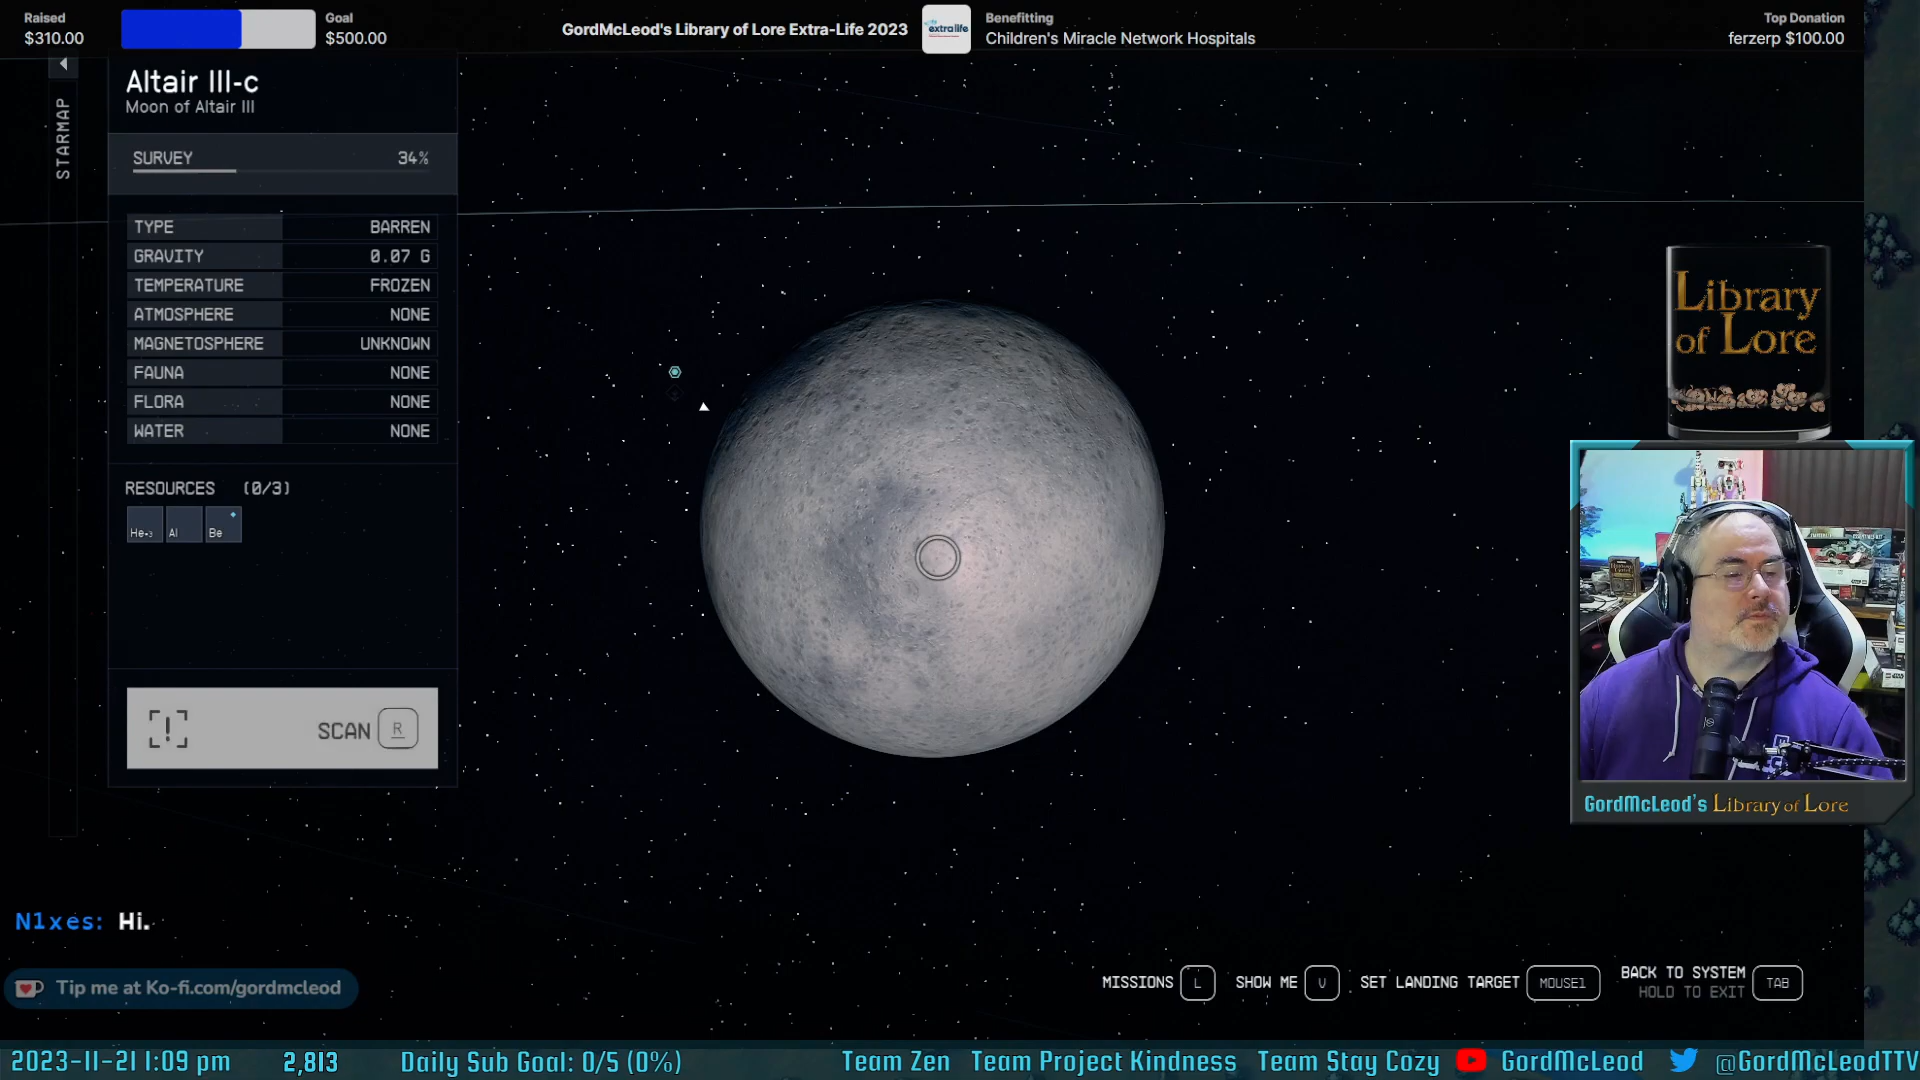 Raised
$310.00
Goal
$500.00
GordMcLeod's Library of Lore Extra-Life 2023
extralife
Benefitting
Children's Miracle Network Hospitals
Top Donation
ferzerp $100.00
STARMAP
Altair III-c
Moon of Altair III
SURVEY 34%
TYPE BARREN
GRAVITY 0.07 G
TEMPERATURE FROZEN
ATMOSPHERE NONE
MAGNETOSPHERE UNKNOWN
FAUNA NONE
FLORA NONE
WATER NONE
RESOURCES (0/3)
He-3 Al Be
SCAN R
Library
of Lore
GordMcLeod's Library of Lore
N1xes: Hi.
Tip me at Ko-fi.com/gordmcleod
MISSIONS L SHOW ME V SET LANDING TARGET MOUSE1 BACK TO SYSTEM TAB
HOLD TO EXIT
2023-11-21 1:09 pm 2,813 Daily Sub Goal: 0/5 (0%) Team Zen Team Project Kindness Team Stay Cozy GordMcLeod @GordMcLeodTTV